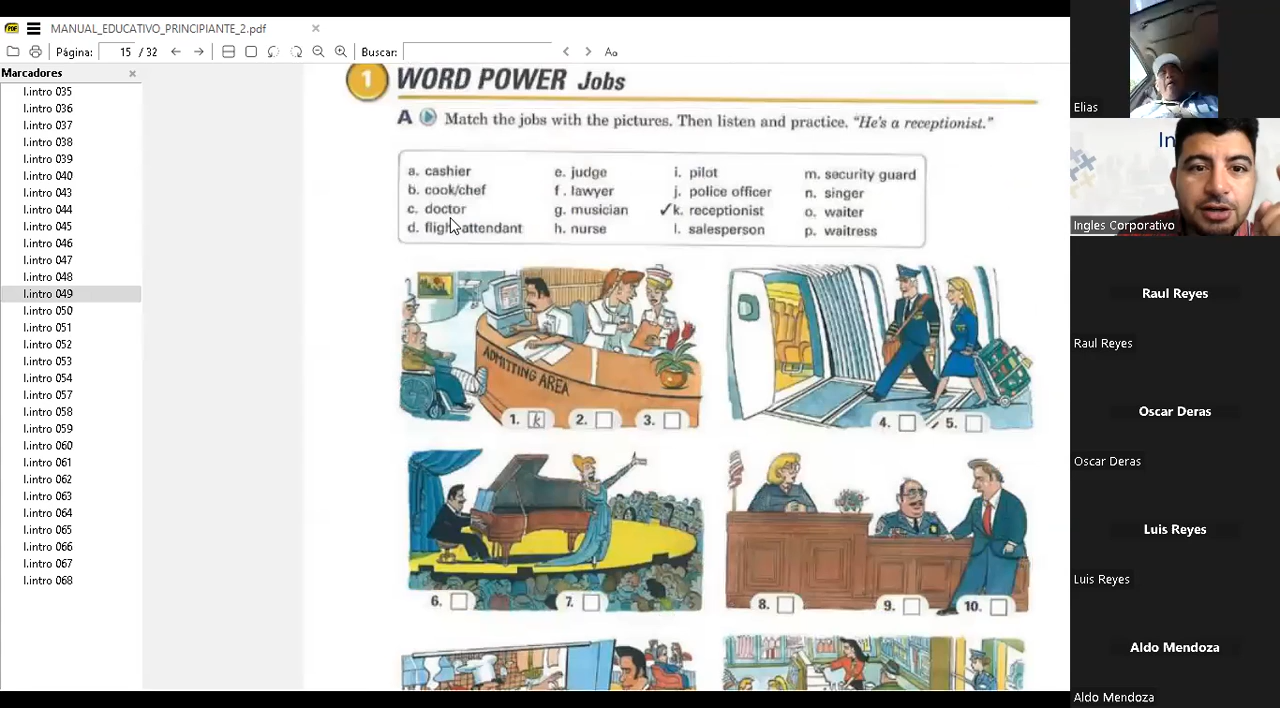 PDF
MANUAL_EDUCATIVO_PRINCIPIANTE_2.pdf
Página: 15 / 32
Buscar:
Aa
Marcadores
I.intro 035
I.intro 036
I.intro 037
I.intro 038
I.intro 039
I.intro 040
I.intro 043
I.intro 044
I.intro 045
I.intro 046
I.intro 047
I.intro 048
I.intro 049
I.intro 050
I.intro 051
I.intro 052
I.intro 053
I.intro 054
I.intro 057
I.intro 058
I.intro 059
I.intro 060
I.intro 061
I.intro 062
I.intro 063
I.intro 064
I.intro 065
I.intro 066
I.intro 067
I.intro 068
1 WORD POWER Jobs
A Match the jobs with the pictures. Then listen and practice. "He's a receptionist."
a. cashier
b. cook/chef
c. doctor
d. flight attendant
e. judge
f. lawyer
g. musician
h. nurse
i. pilot
j. police officer
✓k. receptionist
l. salesperson
m. security guard
n. singer
o. waiter
p. waitress
ADMITTING AREA
1. k 2. 3.
4. 5.
6. 7.
8. 9. 10.
Elias
In
Ingles Corporativo
Raul Reyes
Raul Reyes
Oscar Deras
Oscar Deras
Luis Reyes
Luis Reyes
Aldo Mendoza
Aldo Mendoza